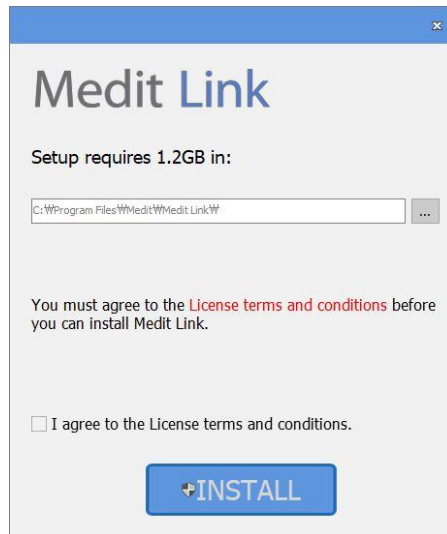 Medit Link
Setup requires 1.2GB in:
C:₩Program Files₩Medit₩Medit Link₩
...
You must agree to the License terms and conditions before
you can install Medit Link.
I agree to the License terms and conditions.
INSTALL